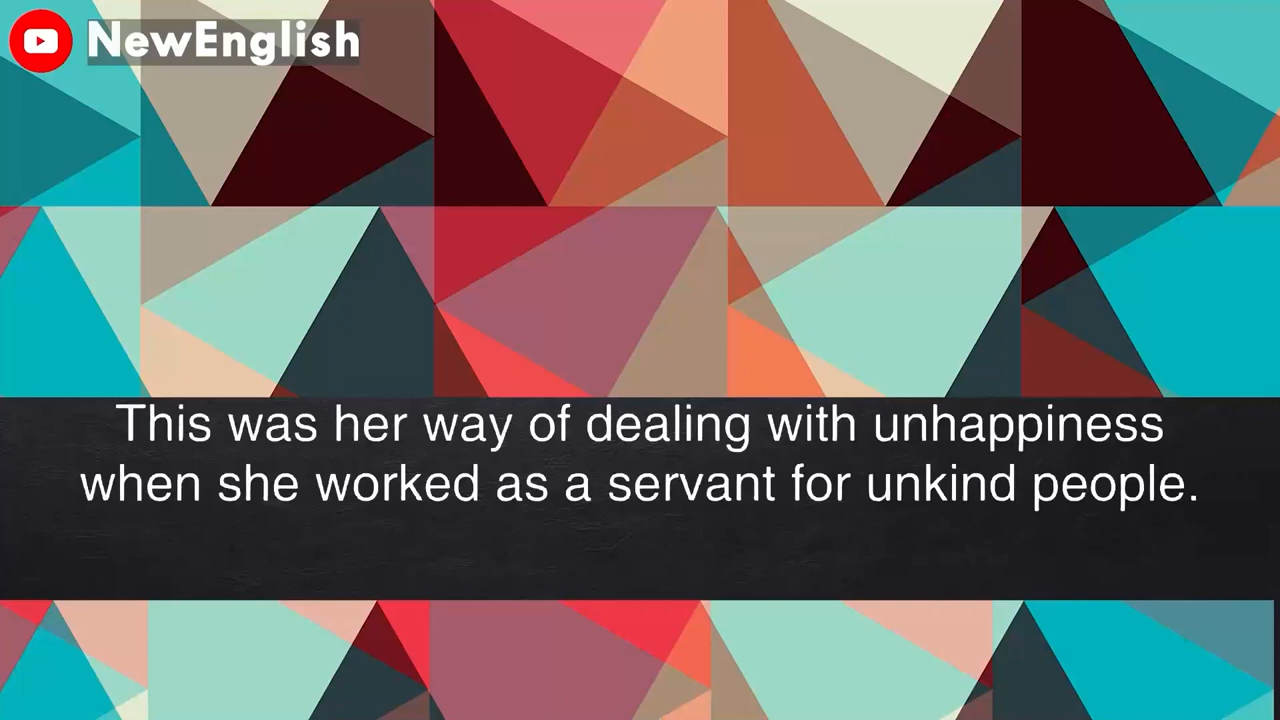 NewEnglish
This was her way of dealing with unhappiness
when she worked as a servant for unkind people.